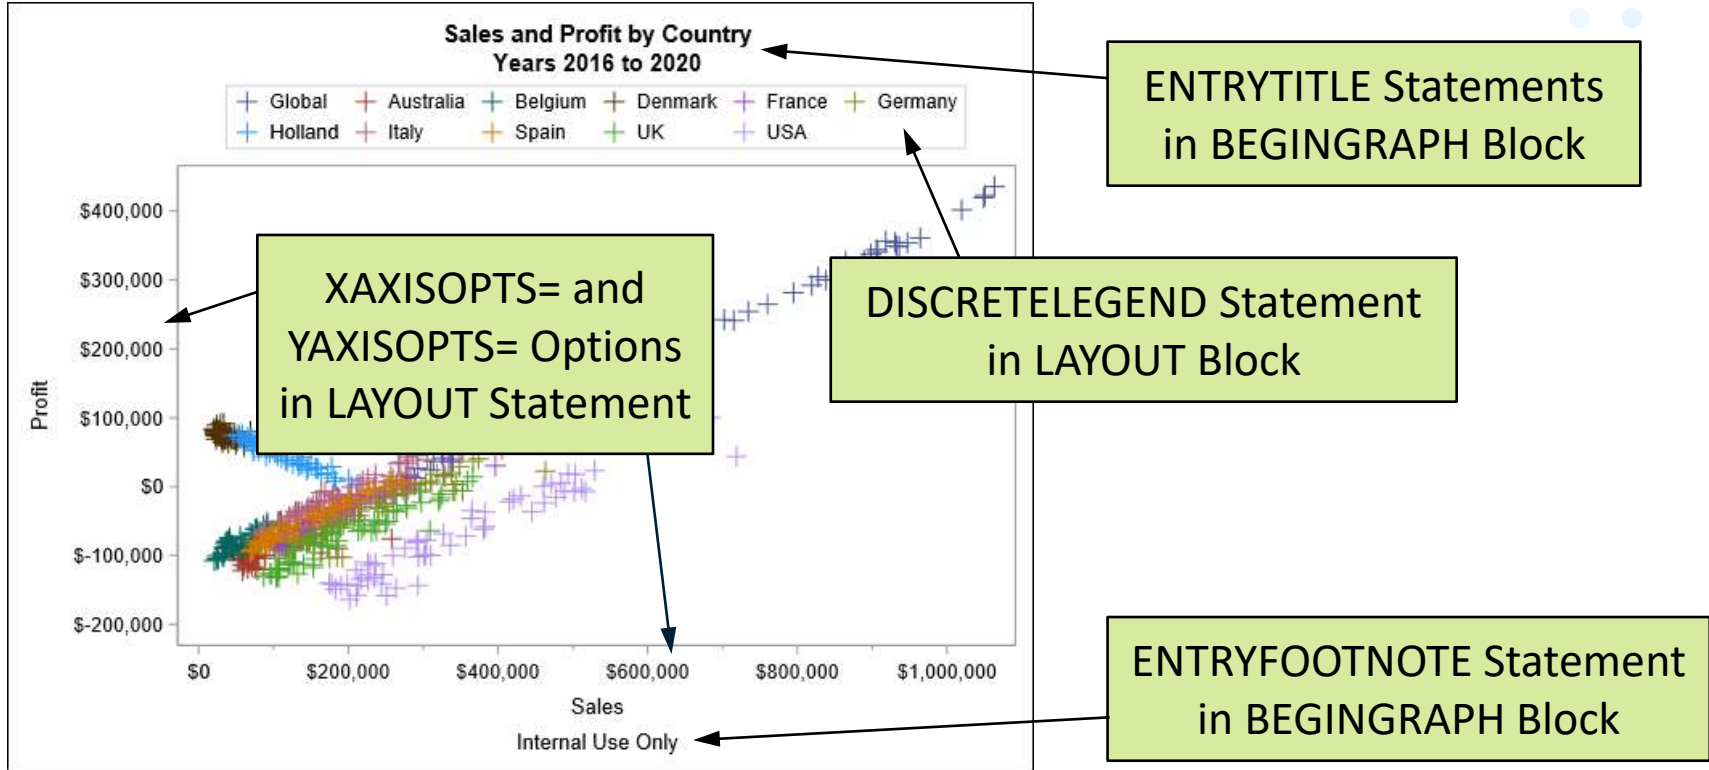 Sales and Profit by Country
Years 2016 to 2020
Global Australia Belgium Denmark France Germany
Holland Italy Spain UK USA
ENTRYTITLE Statements
in BEGINGRAPH Block
$400,000
$300,000
$200,000
$100,000
$0
$-100,000
$-200,000
Profit
XAXISOPTS= and
YAXISOPTS= Options
in LAYOUT Statement
DISCRETELEGEND Statement
in LAYOUT Block
$0 $200,000 $400,000 $600,000 $800,000 $1,000,000
Sales
Internal Use Only
ENTRYFOOTNOTE Statement
in BEGINGRAPH Block